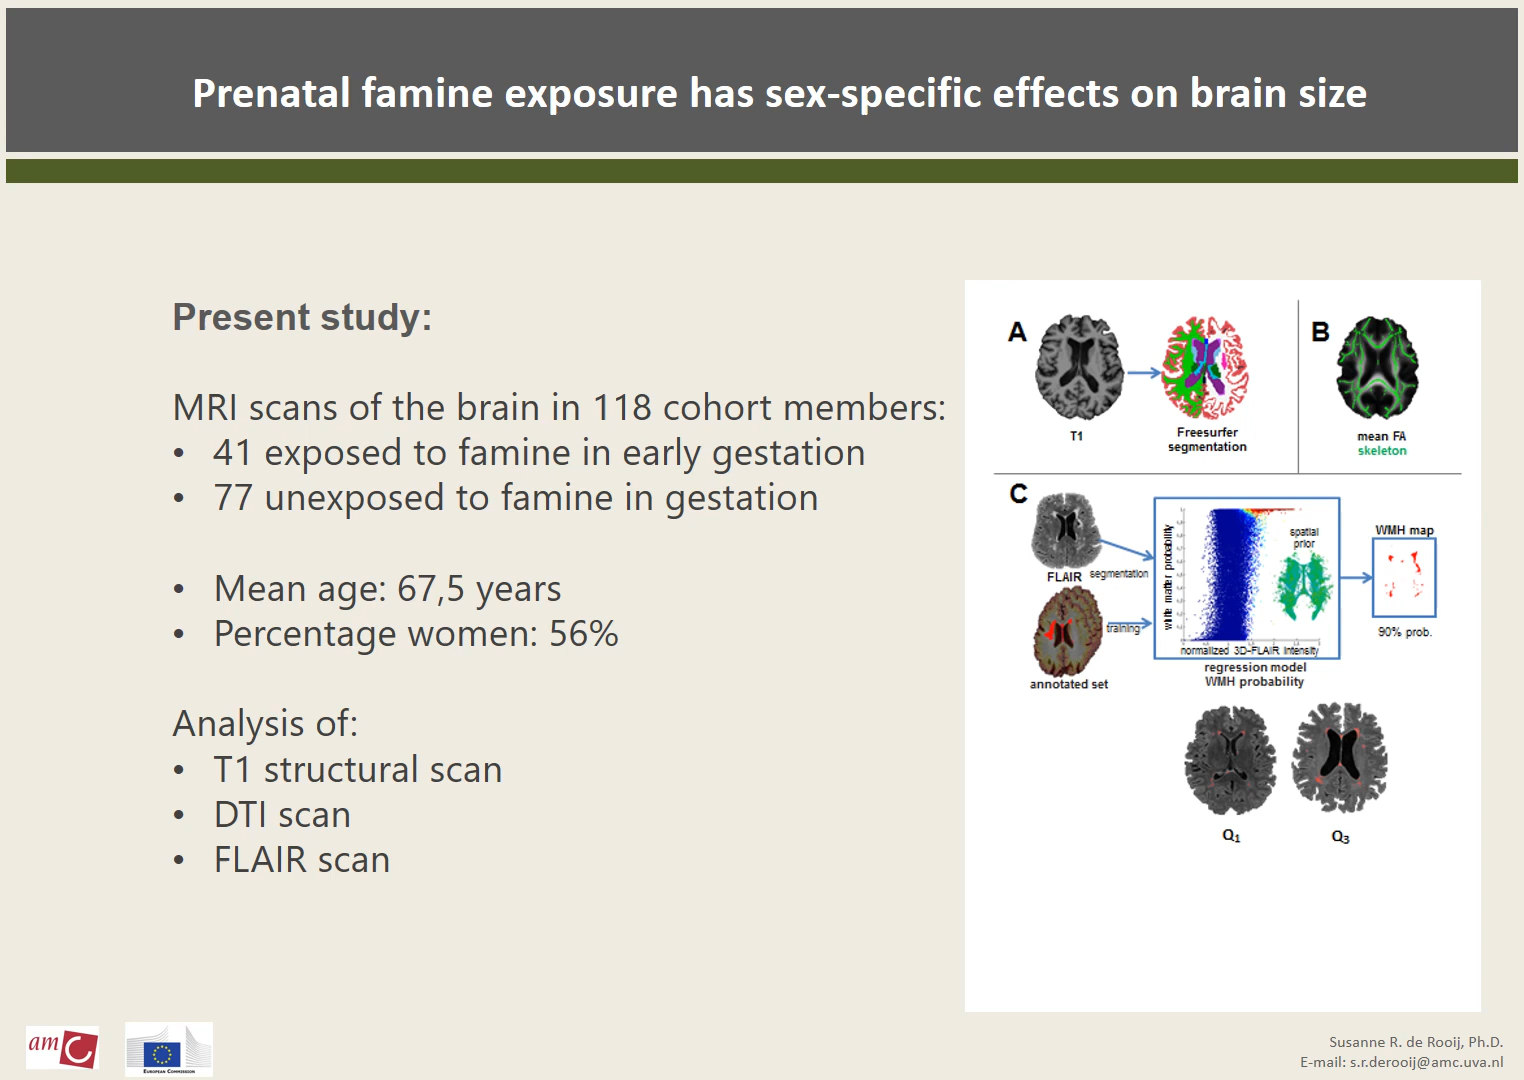 Prenatal famine exposure has sex-specific effects on brain size
Present study:
MRI scans of the brain in 118 cohort members:
• 41 exposed to famine in early gestation
• 77 unexposed to famine in gestation
• Mean age: 67,5 years
• Percentage women: 56%
Analysis of:
• T1 structural scan
• DTI scan
• FLAIR scan
A
T1
Freesurfer
segmentation
B
mean FA
skeleton
C
FLAIR
segmentation
annotated set
training
white matter probability
spatial
prior
normalized 3D-FLAIR Intensity
regression model
WMH probability
WMH map
90% prob.
Q1
Q3
amC
EUROPEAN COMMISSION
Susanne R. de Rooij, Ph.D.
E-mail: s.r.derooij@amc.uva.nl